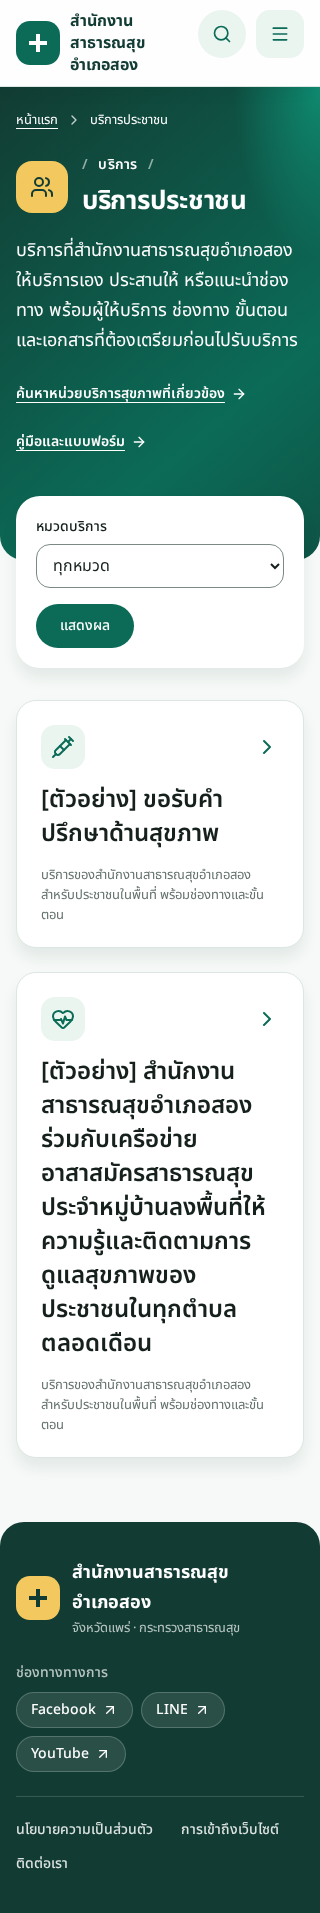 สำนักงาน
สาธารณสุข
อำเภอสอง
หน้าแรก
บริการประชาชน
/ บริการ /
บริการประชาชน
บริการที่สำนักงานสาธารณสุขอำเภอสอง
ให้บริการเอง ประสานให้ หรือแนะนำช่อง
ทาง พร้อมผู้ให้บริการ ช่องทาง ขั้นตอน
และเอกสารที่ต้องเตรียมก่อนไปรับบริการ
ค้นหาหน่วยบริการสุขภาพที่เกี่ยวข้อง
คู่มือและแบบฟอร์ม
หมวดบริการ
ทุกหมวด
แสดงผล
[ตัวอย่าง] ขอรับคำ
ปรึกษาด้านสุขภาพ
บริการของสำนักงานสาธารณสุขอำเภอสอง
สำหรับประชาชนในพื้นที่ พร้อมช่องทางและขั้น
ตอน
[ตัวอย่าง] สำนักงาน
สาธารณสุขอำเภอสอง
ร่วมกับเครือข่าย
อาสาสมัครสาธารณสุข
ประจำหมู่บ้านลงพื้นที่ให้
ความรู้และติดตามการ
ดูแลสุขภาพของ
ประชาชนในทุกตำบล
ตลอดเดือน
บริการของสำนักงานสาธารณสุขอำเภอสอง
สำหรับประชาชนในพื้นที่ พร้อมช่องทางและขั้น
ตอน
สำนักงานสาธารณสุข
อำเภอสอง
จังหวัดแพร่ · กระทรวงสาธารณสุข
ช่องทางทางการ
Facebook
LINE
YouTube
นโยบายความเป็นส่วนตัว
การเข้าถึงเว็บไซต์
ติดต่อเรา